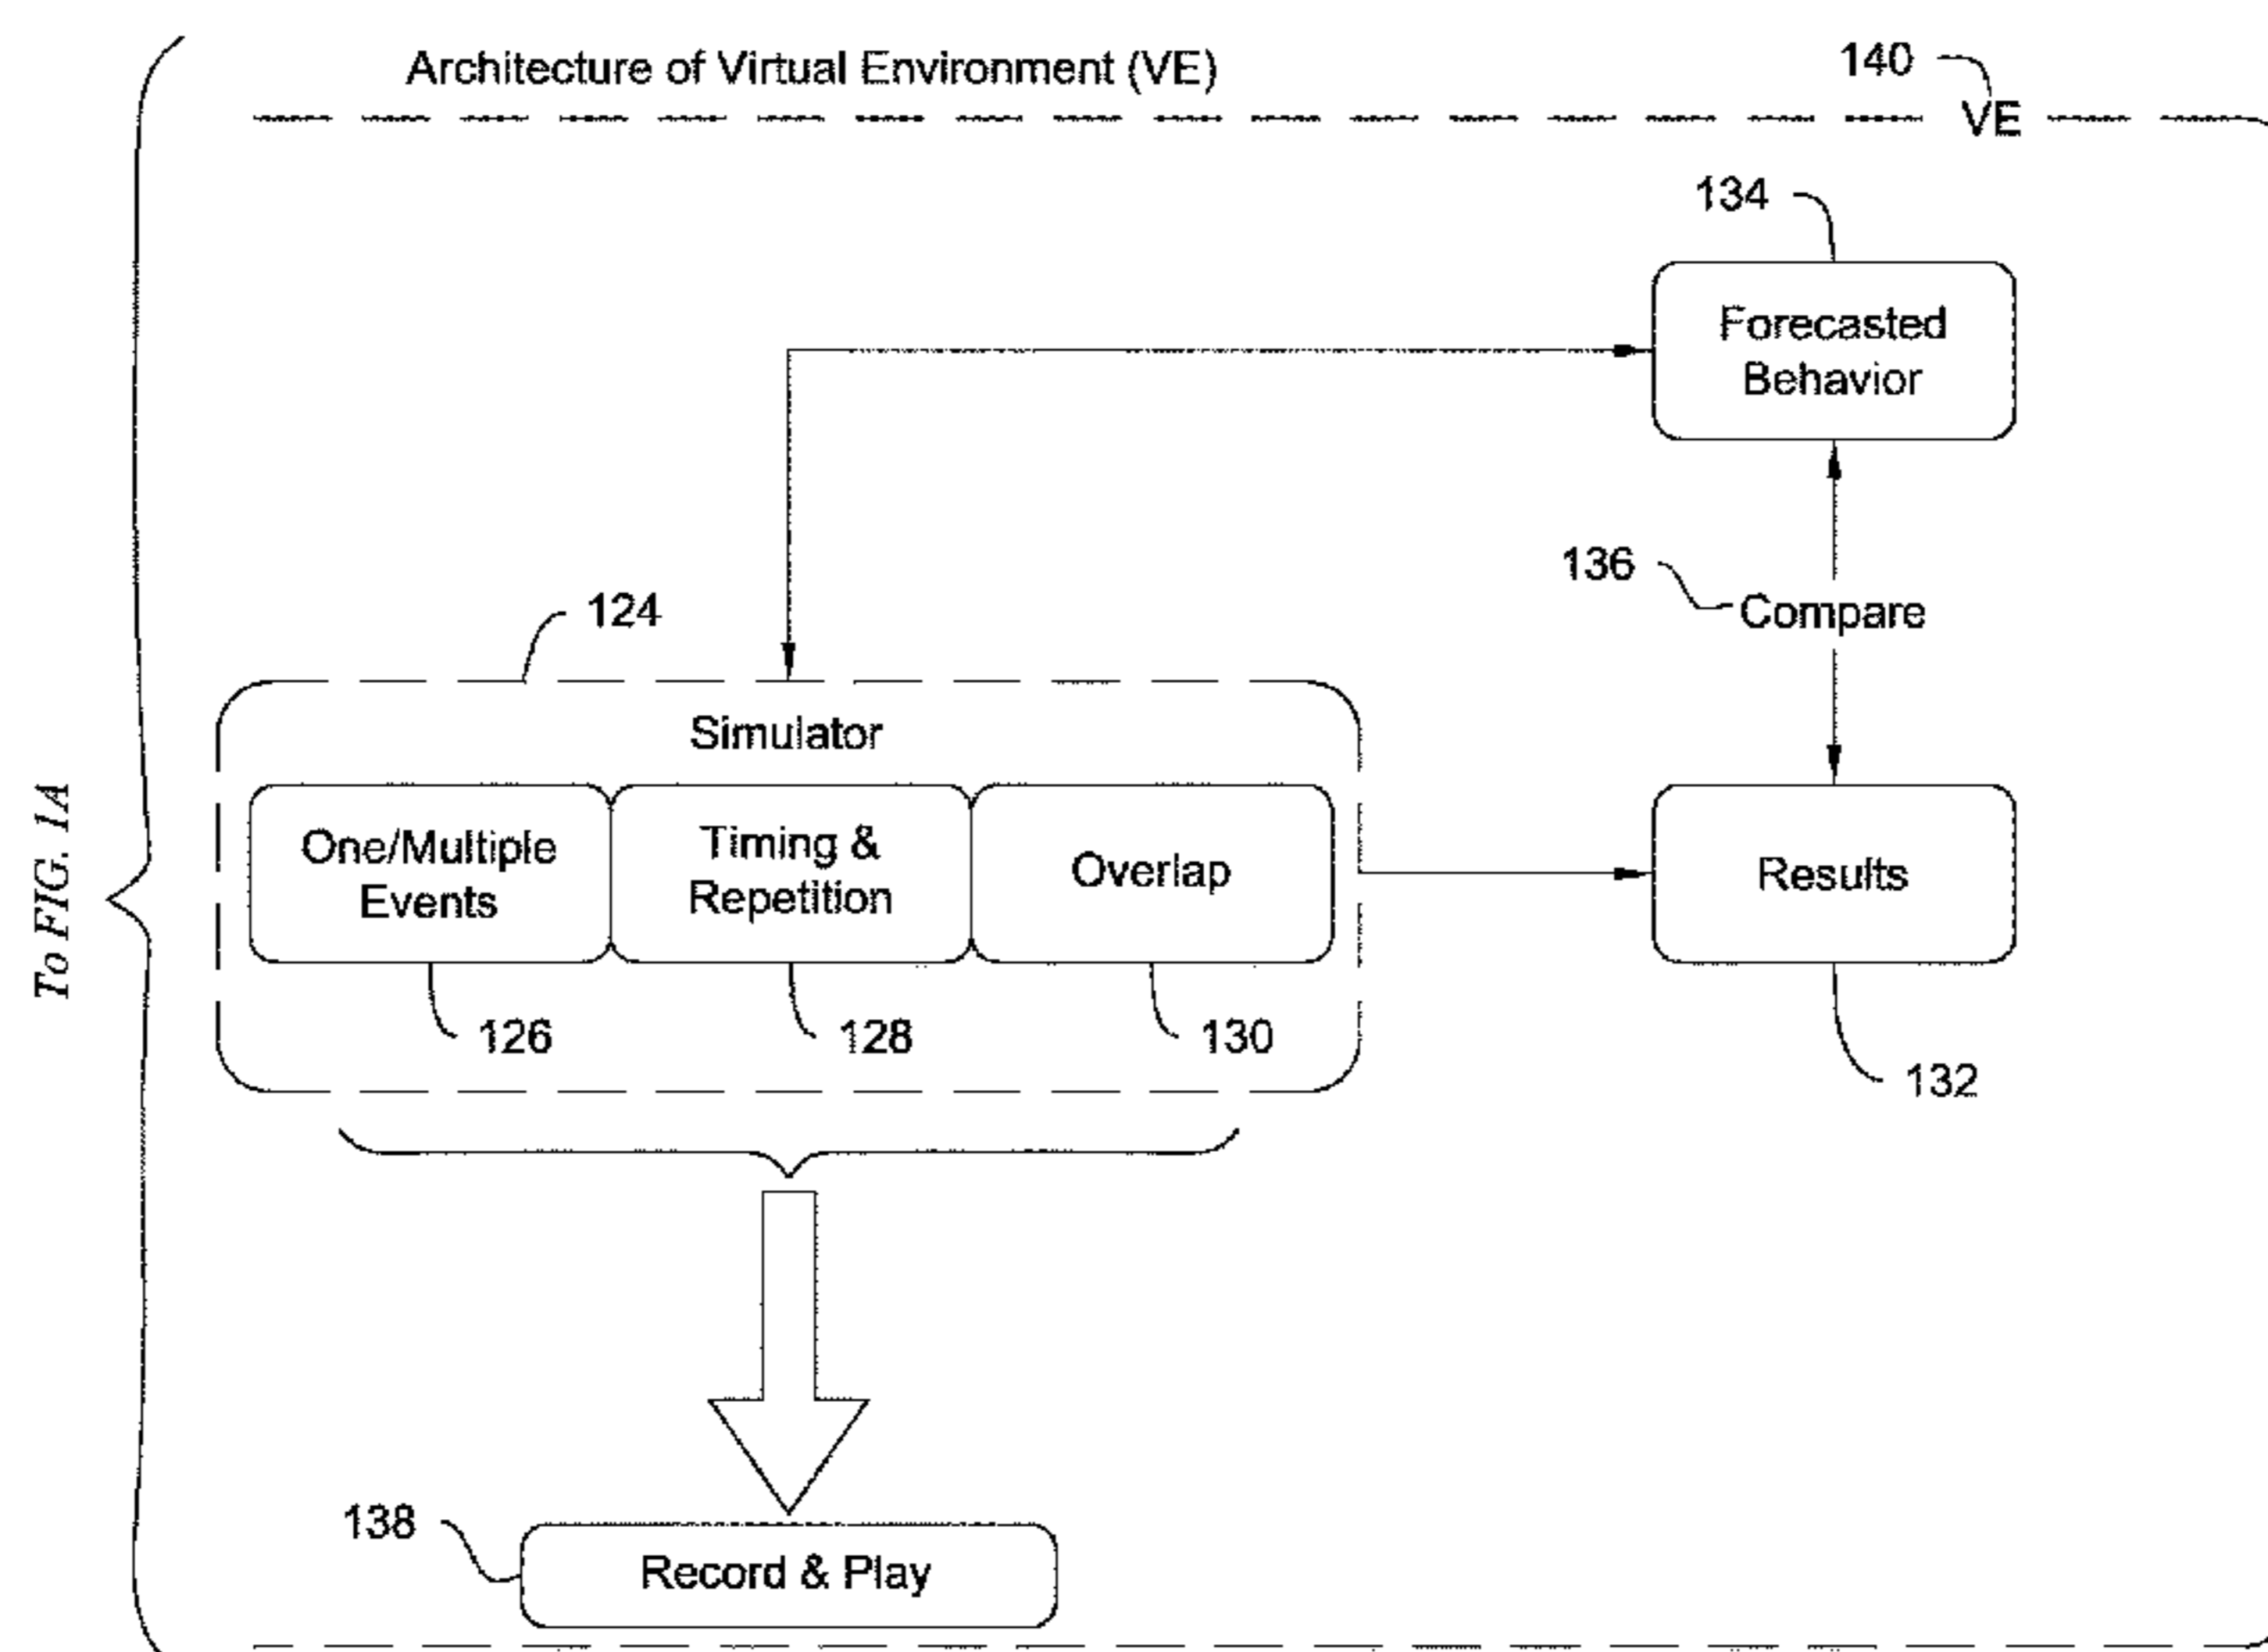 Architecture of Virtual Environment (VE)
140
VE
134
Forecasted
Behavior
136
Compare
124
Simulator
To FIG. 1A
One/Multiple
Events
Timing &
Repetition
Overlap
Results
126
128
130
132
138
Record & Play